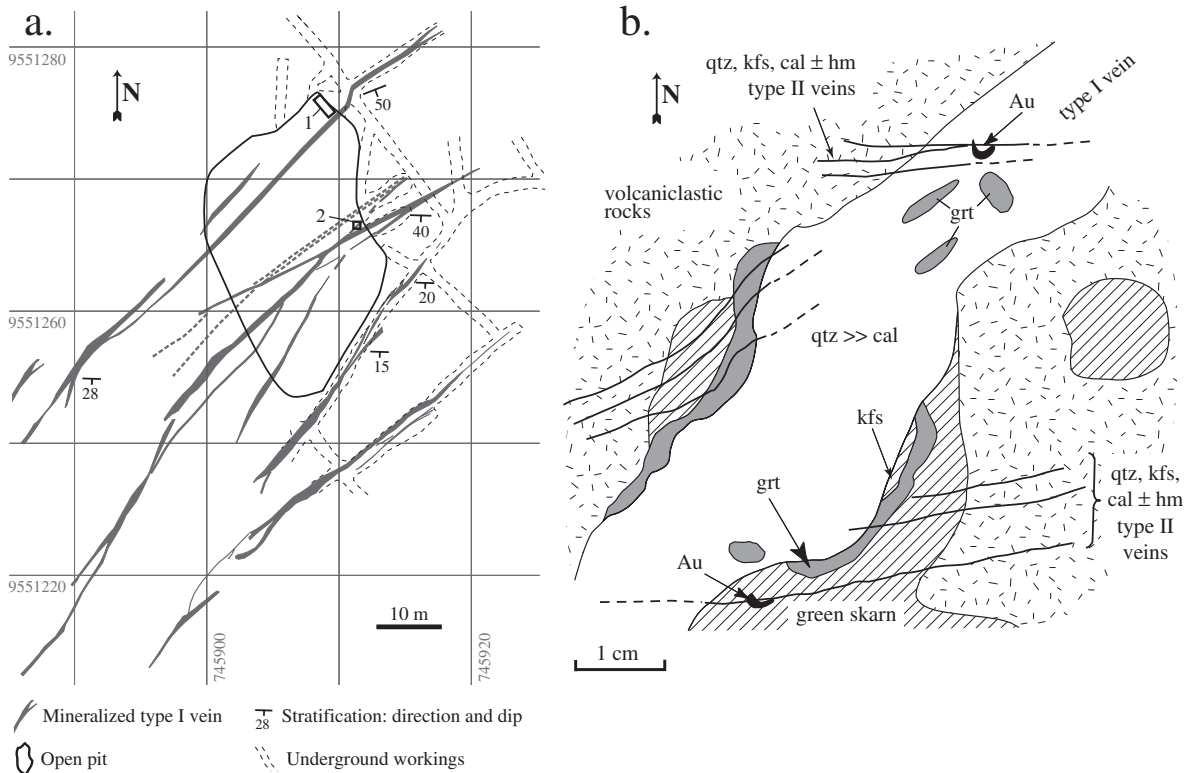 a.
9551280
N
1
50
2
40
20
9551260
15
28
9551220
10 m
745900
745920
Mineralized type I vein
28 Stratification: direction and dip
Open pit
Underground workings
b.
N
qtz, kfs, cal ± hm
type II veins
Au
type I vein
volcaniclastic
rocks
grt
qtz >> cal
kfs
grt
qtz, kfs,
cal ± hm
type II
veins
Au
green skarn
1 cm